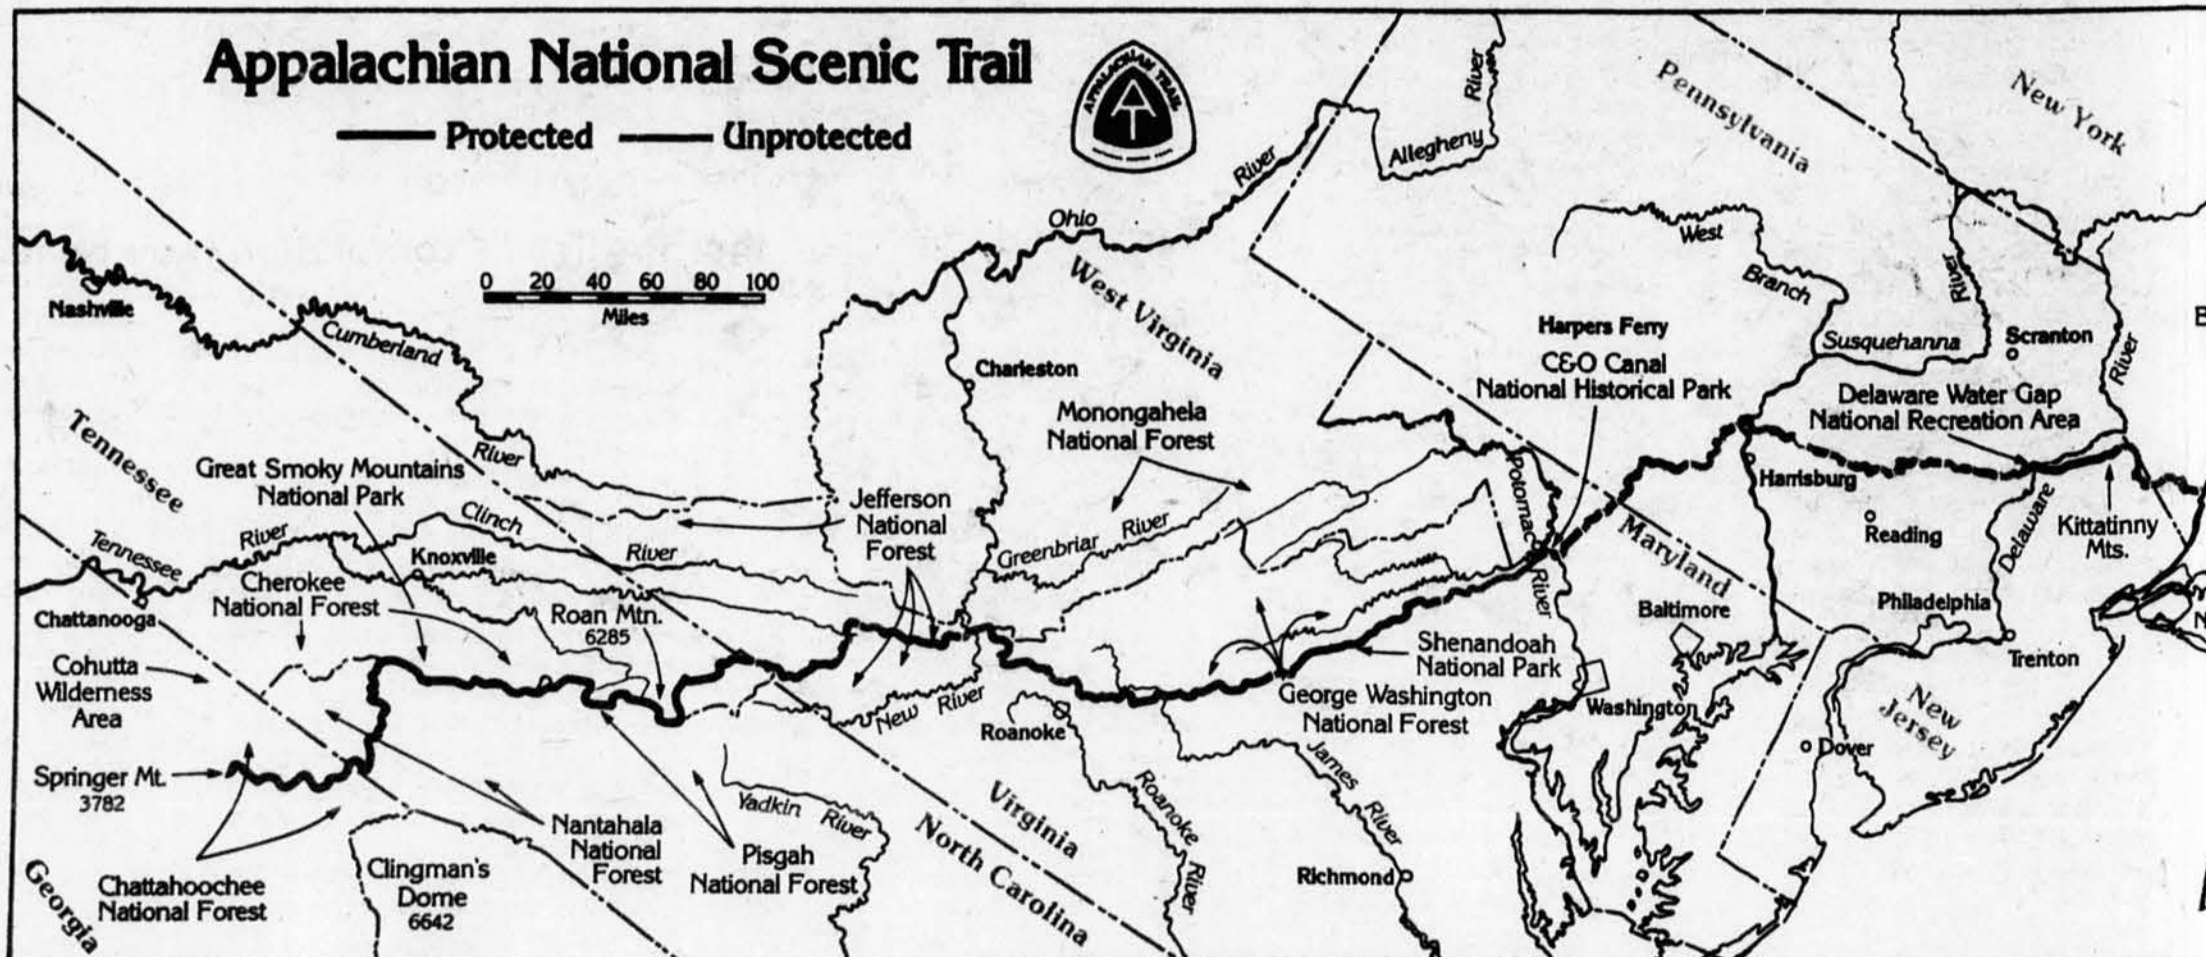 Appalachian National Scenic Trail
APPALACHIAN TRAIL
Protected
Unprotected
0 20 40 60 80 100
Miles
Nashville
Cumberland
River
Tennessee
Great Smoky Mountains
National Park
Tennessee
River
Clinch
River
Knoxville
Cherokee
National Forest
Roan Mtn.
6285
Chattanooga
Cohutta
Wilderness
Area
Springer Mt.
3782
Georgia
Chattahoochee
National Forest
Clingman's
Dome
6642
Nantahala
National
Forest
Pisgah
National Forest
Yadkin River
New River
North Carolina
Virginia
Roanoke
Roanoke
River
James
River
Richmond
Ohio
River
Allegheny
River
West Virginia
Charleston
Monongahela
National Forest
Jefferson
National
Forest
Greenbriar River
Pennsylvania
New York
West
Branch
Susquehanna
River
Scranton
Harpers Ferry
C&O Canal
National Historical Park
Delaware Water Gap
National Recreation Area
River
Harrisburg
Reading
Delaware
Kittatinny
Mts.
Potomac
River
Maryland
Baltimore
Philadelphia
Trenton
Shenandoah
National Park
George Washington
National Forest
Washington
Dover
New
Jersey
B
N